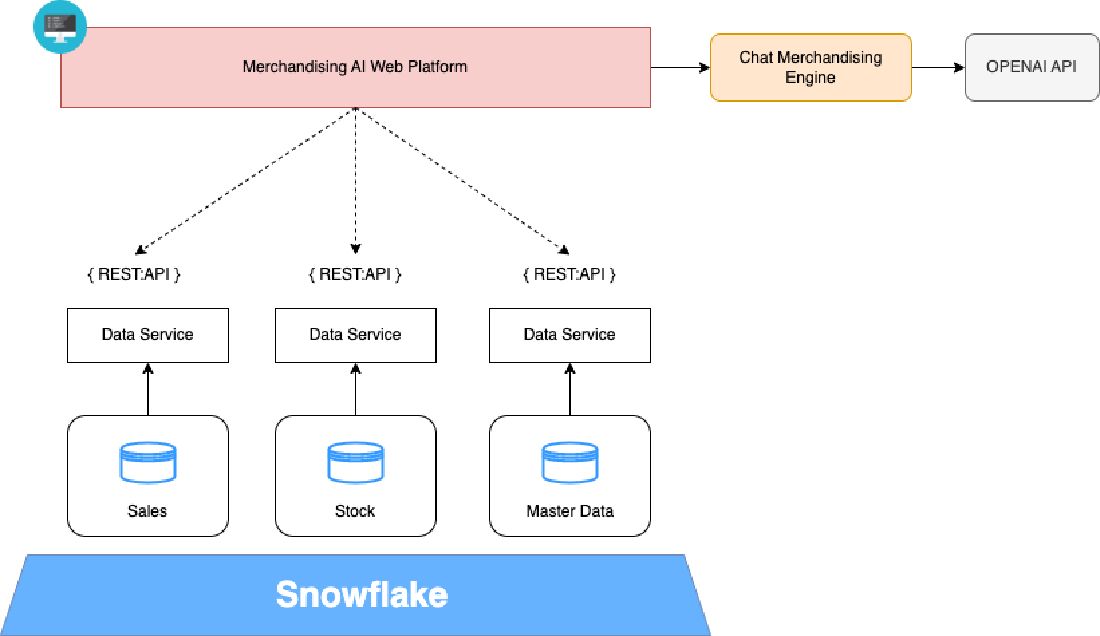 Merchandising AI Web Platform
Chat Merchandising
Engine
OPENAI API
{ REST:API }
{ REST:API }
{ REST:API }
Data Service
Data Service
Data Service
Sales
Stock
Master Data
Snowflake